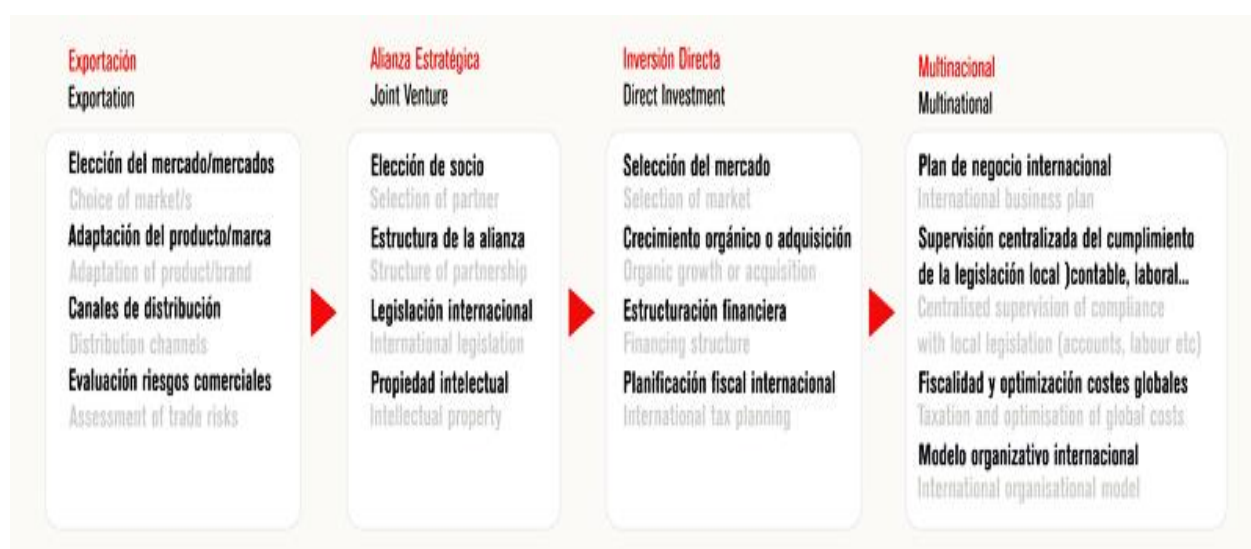 Exportación
Exportation
Elección del mercado/mercados
Choice of market/s
Adaptación del producto/marca
Adaptation of product/brand
Canales de distribución
Distribution channels
Evaluación riesgos comerciales
Assessment of trade risks
Alianza Estratégica
Joint Venture
Elección de socio
Selection of partner
Estructura de la alianza
Structure of partnership
Legislación internacional
International legislation
Propiedad intelectual
Intellectual property
Inversión Directa
Direct Investment
Selección del mercado
Selection of market
Crecimiento orgánico o adquisición
Organic growth or acquisition
Estructuración financiera
Financing structure
Planificación fiscal internacional
International tax planning
Multinacional
Multinational
Plan de negocio internacional
International business plan
Supervisión centralizada del cumplimiento
de la legislación local )contable, laboral...
Centralised supervision of compliance
with local legislation (accounts, labour etc)
Fiscalidad y optimización costes globales
Taxation and optimisation of global costs
Modelo organizativo internacional
International organisational model